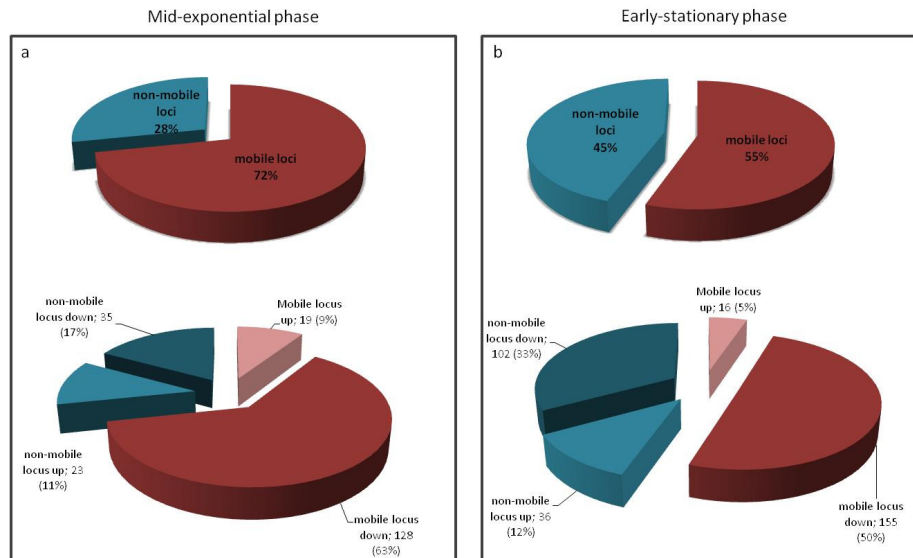 Mid-exponential phase
Early-stationary phase
a
non-mobile
loci
28%
mobile loci
72%
non-mobile
locus down; 35
(17%)
Mobile locus
up; 19 (9%)
non-mobile
locus up; 23
(11%)
mobile locus
down; 128
(63%)
b
non-mobile
loci
45%
mobile loci
55%
Mobile locus
up; 16 (5%)
non-mobile
locus down;
102 (33%)
non-mobile
locus up; 36
(12%)
mobile locus
down; 155
(50%)